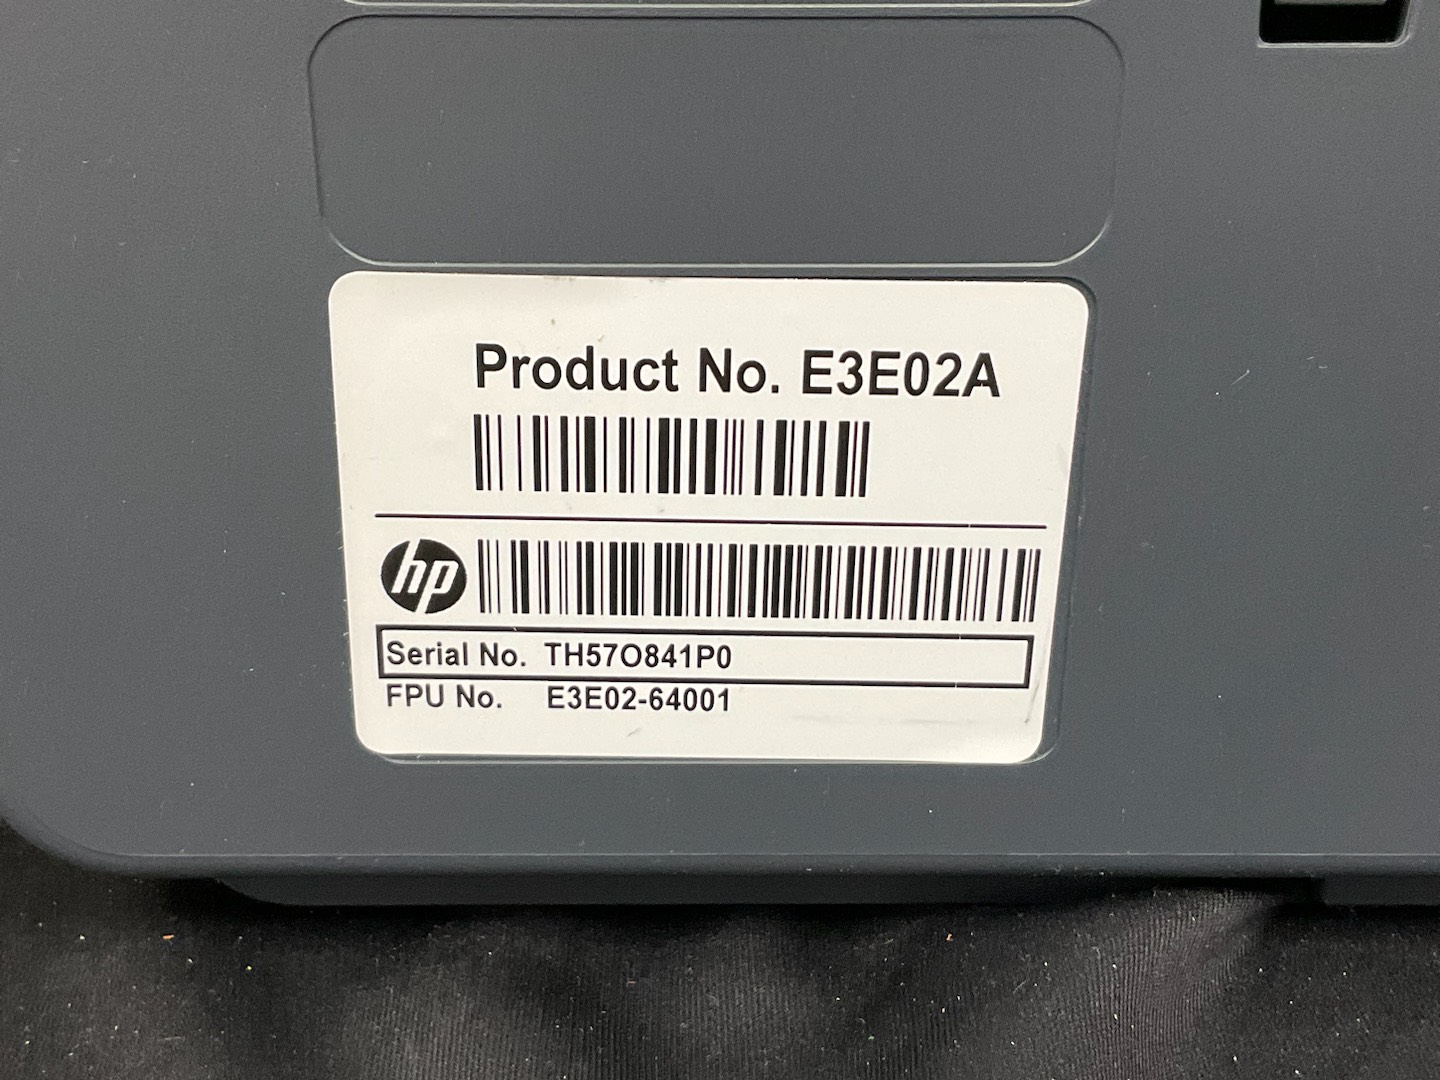 Product No. E3E02A
hp
Serial No. TH57O841P0
FPU No. E3E02-64001